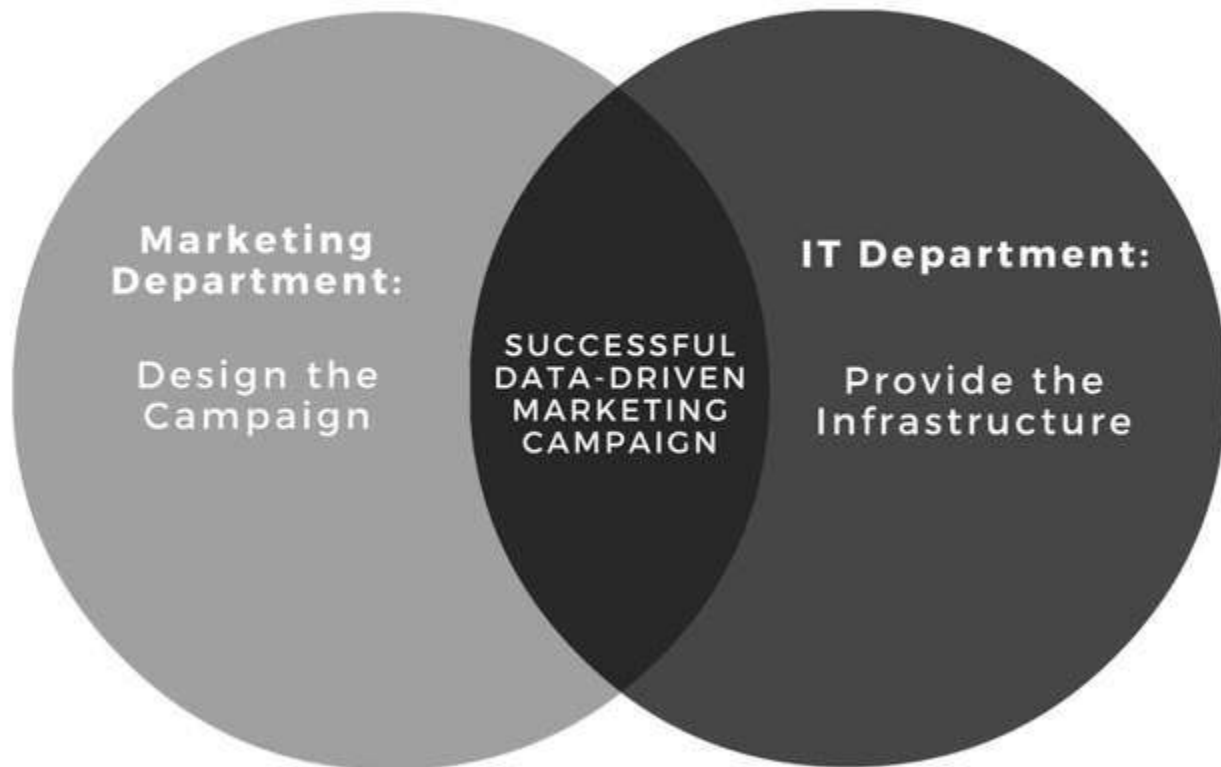 Marketing
Department:
Design the
Campaign
SUCCESSFUL
DATA-DRIVEN
MARKETING
CAMPAIGN
IT Department:
Provide the
Infrastructure